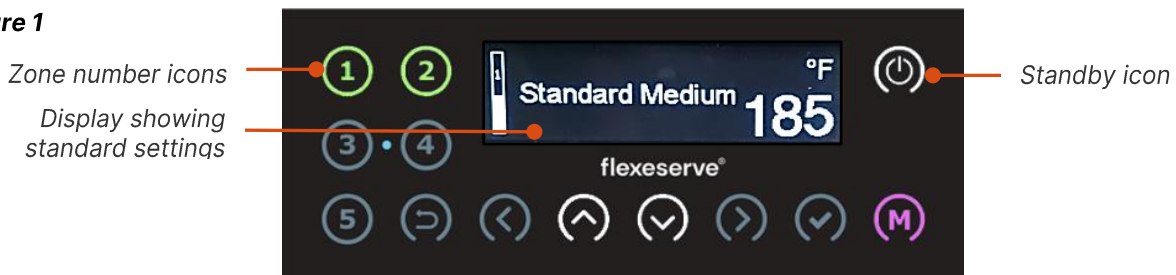 re 1
Zone number icons
Display showing
standard settings
1 2
3 4
5
1
Standard Medium
°F
185
flexeserve®
M
Standby icon